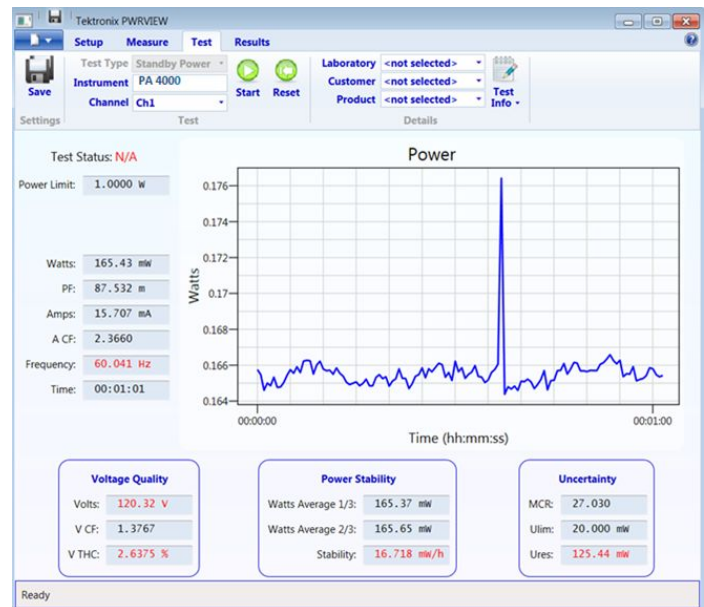 Tektronix PWRVIEW
Setup Measure Test Results
Save
Settings
Test Type Standby Power
Instrument PA 4000
Channel Ch1
Start Reset
Test
Laboratory <not selected>
Customer <not selected>
Product <not selected>
Test
Info
Details
Test Status: N/A
Power Limit: 1.0000 W
Watts: 165.43 mW
PF: 87.532 m
Amps: 15.707 mA
A CF: 2.3660
Frequency: 60.041 Hz
Time: 00:01:01
Power
Watts
0.176
0.174
0.172
0.17
0.168
0.166
0.164
00:00:00 00:01:00
Time (hh:mm:ss)
Voltage Quality
Volts: 120.32 V
V CF: 1.3767
V THC: 2.6375 %
Power Stability
Watts Average 1/3: 165.37 mW
Watts Average 2/3: 165.65 mW
Stability: 16.718 mW/h
Uncertainty
MCR: 27.030
Ulim: 20.000 mW
Ures: 125.44 mW
Ready